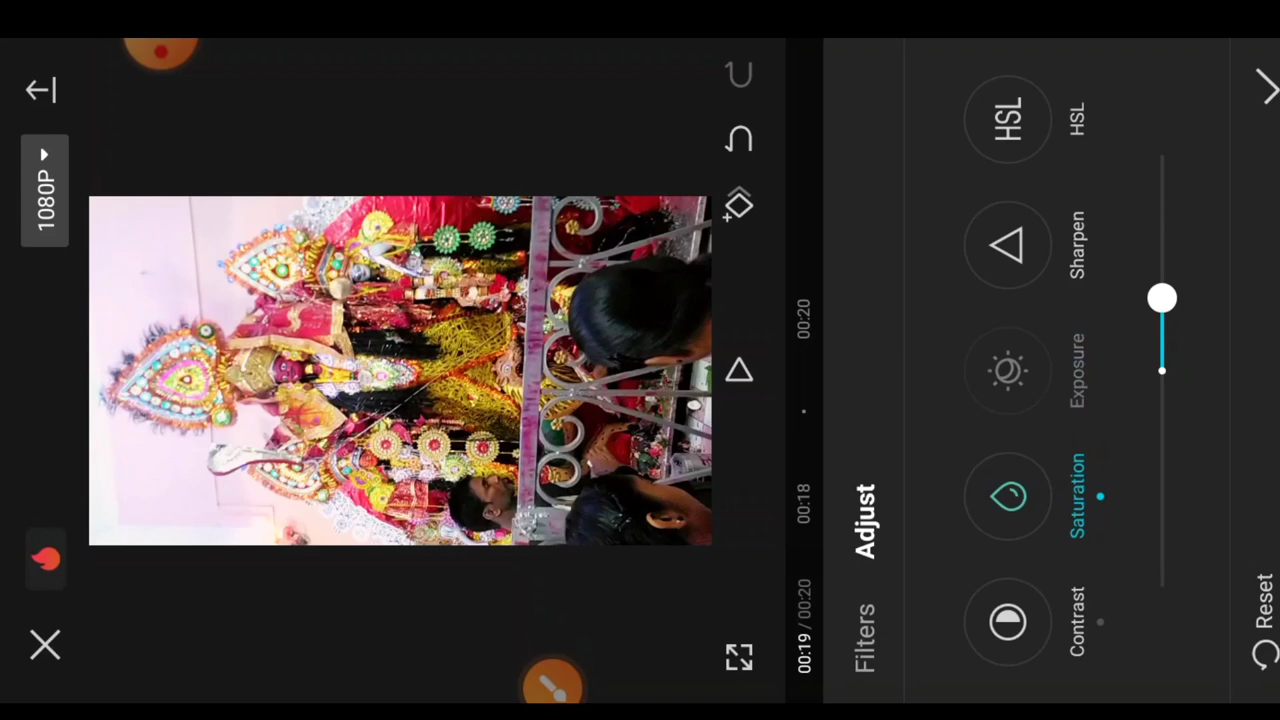 1080P
00:19 / 00:20
00:18
00:20
Filters
Adjust
Contrast
Saturation
Exposure
Sharpen
HSL
HSL
Reset